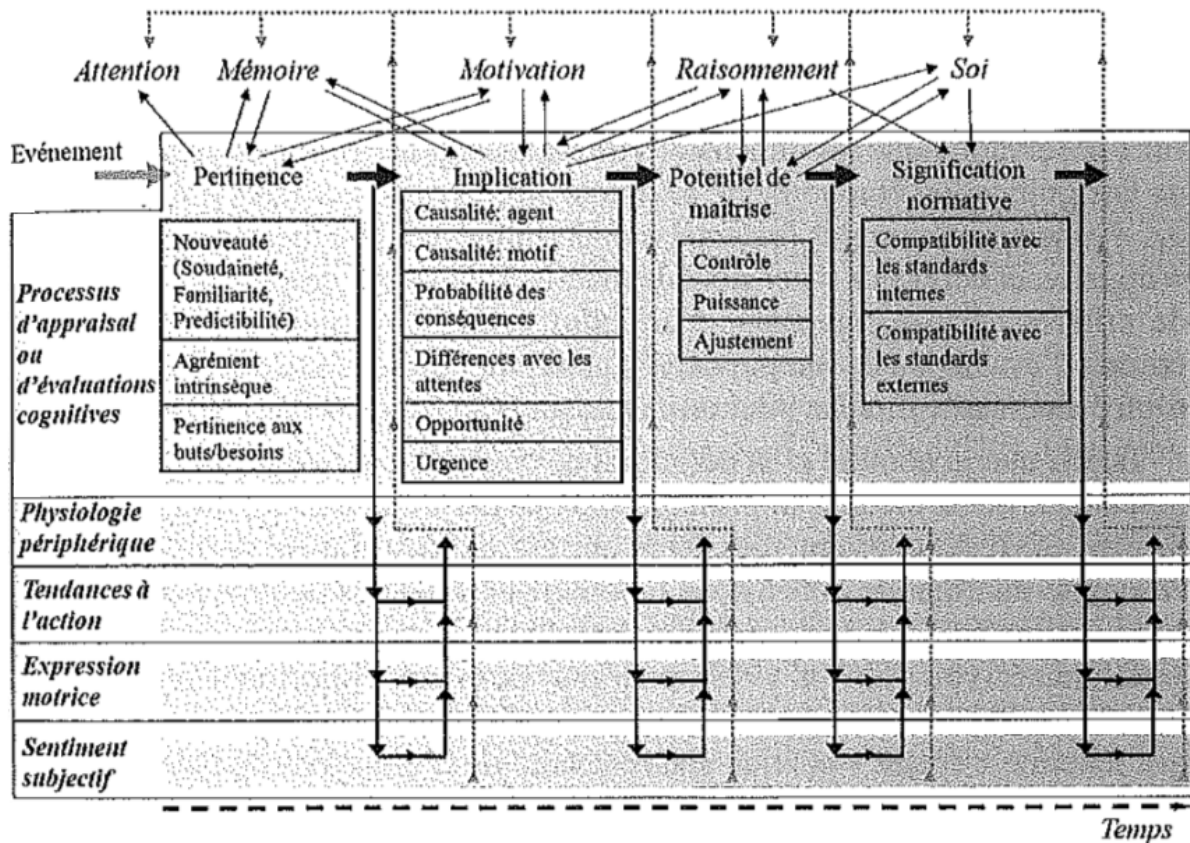 Attention Mémoire Motivation Raisonnement Soi
Evénement
Pertinence Implication Potentiel de maîtrise Signification normative
Processus
d'appraisal
ou
d'évaluations
cognitives
Nouveauté
(Soudaineté,
Familiarité,
Predictibilité)
Agrément
intrinsèque
Pertinence aux
buts/besoins
Causalité: agent
Causalité: motif
Probabilité des
conséquences
Différences avec les
attentes
Opportunité
Urgence
Contrôle
Puissance
Ajustement
Compatibilité avec
les standards
internes
Compatibilité avec
les standards
externes
Physiologie
périphérique
Tendances à
l'action
Expression
motrice
Sentiment
subjectif
Temps